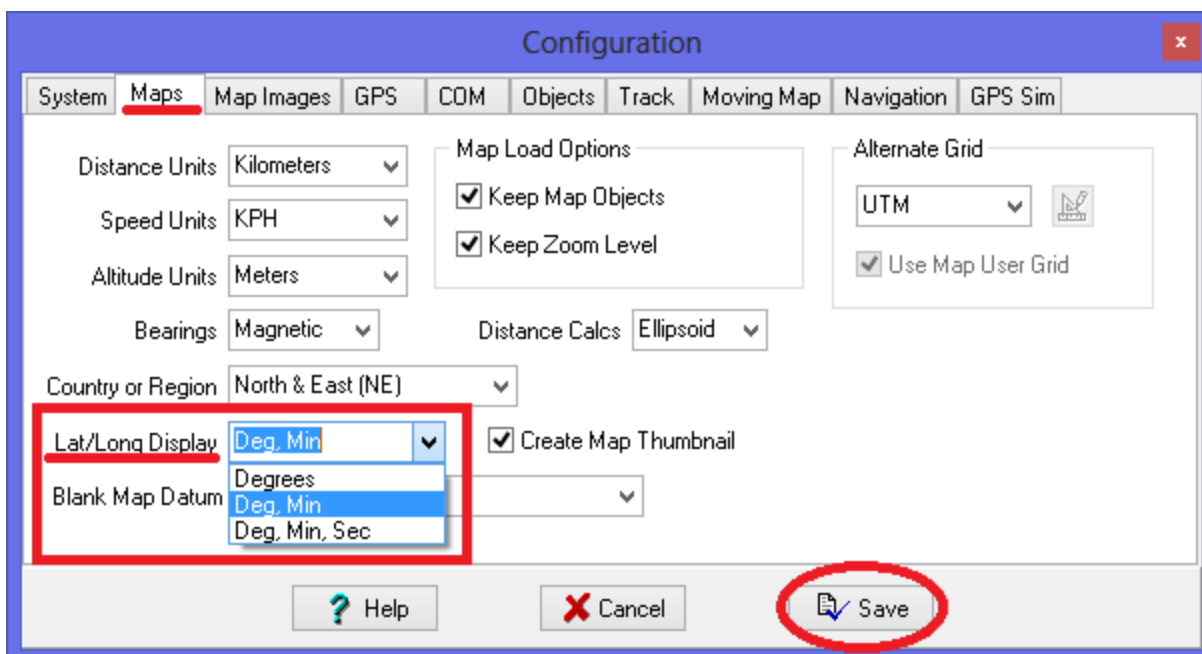 Configuration
x
System Maps Map Images GPS COM Objects Track Moving Map Navigation GPS Sim
Distance Units Kilometers
Speed Units KPH
Altitude Units Meters
Bearings Magnetic
Map Load Options
Keep Map Objects
Keep Zoom Level
Alternate Grid
UTM
Use Map User Grid
Distance Calcs Ellipsoid
Country or Region North & East (NE)
Lat/Long Display Deg, Min
Create Map Thumbnail
Degrees
Deg, Min
Deg, Min, Sec
Blank Map Datum
? Help
Cancel
Save